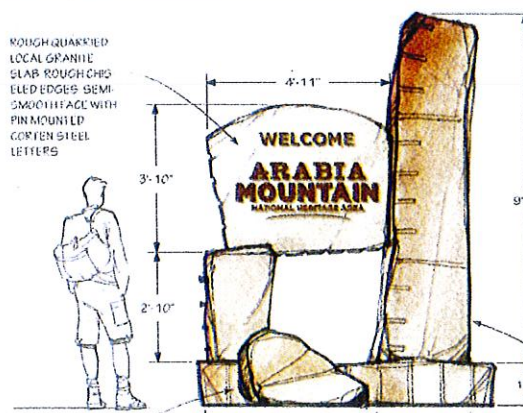 ROUGH QUARRIED
LOCAL GRANITE
SLAB ROUGH CHIS
ELED EDGES SEMI-
SMOOTH FACE WITH
PIN MOUNTED
CORTEN STEEL
LETTERS
4'-11"
WELCOME
ARABIA
MOUNTAIN
NATIONAL HERITAGE AREA
3'-10"
2'-10"
9'